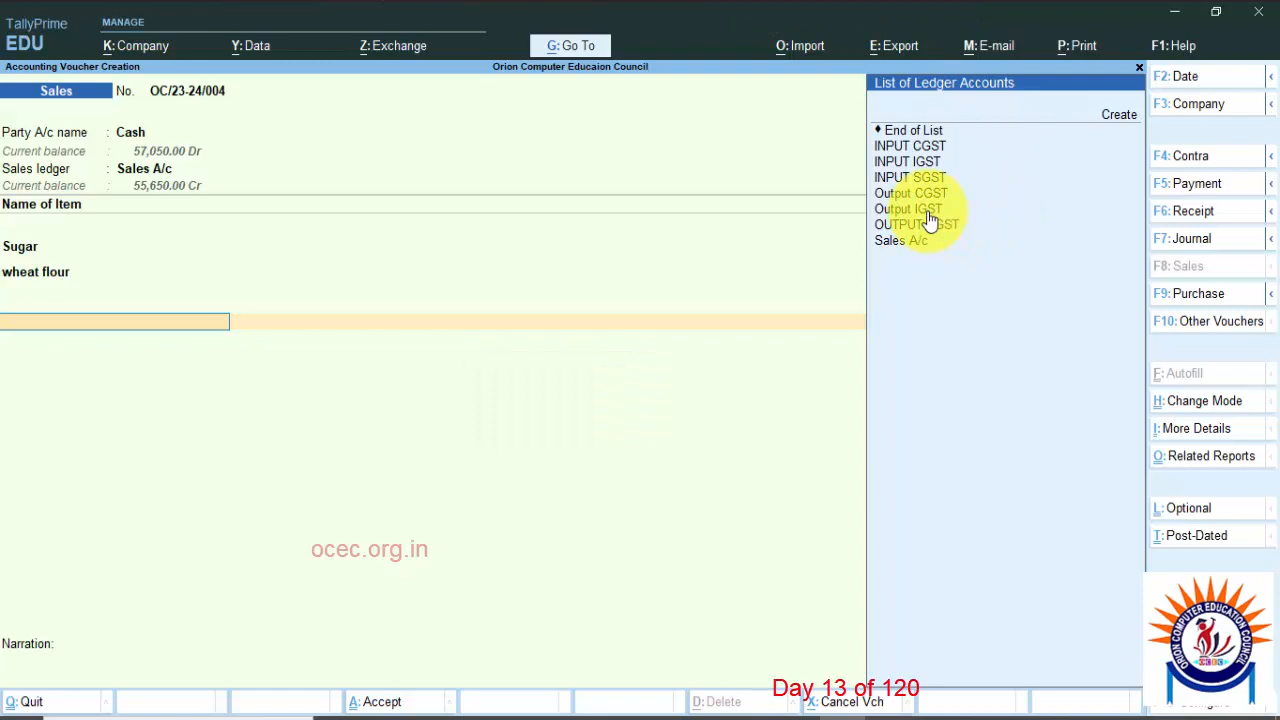 TallyPrime
EDU
MANAGE
K: Company
Y: Data
Z: Exchange
G: Go To
O: Import
E: Export
M: E-mail
P: Print
F1: Help
Accounting Voucher Creation
Orion Computer Educaion Council
Sales No. OC/23-24/004
Party A/c name : Cash
Current balance : 57,050.00 Dr
Sales ledger : Sales A/c
Current balance : 55,650.00 Cr
Name of Item
Sugar
wheat flour
Narration:
ocec.org.in
List of Ledger Accounts
Create
End of List
INPUT CGST
INPUT IGST
INPUT SGST
Output CGST
Output IGST
Sales A/c
F2: Date
F3: Company
F4: Contra
F5: Payment
F6: Receipt
F7: Journal
F8: Sales
F9: Purchase
F10: Other Vouchers
F: Autofill
H: Change Mode
I: More Details
O: Related Reports
L: Optional
T: Post-Dated
Q: Quit
A: Accept
D: Delete
X: Cancel Vch
Day 13 of 120
ORION COMPUTER EDUCATION COUNCIL
OCEC